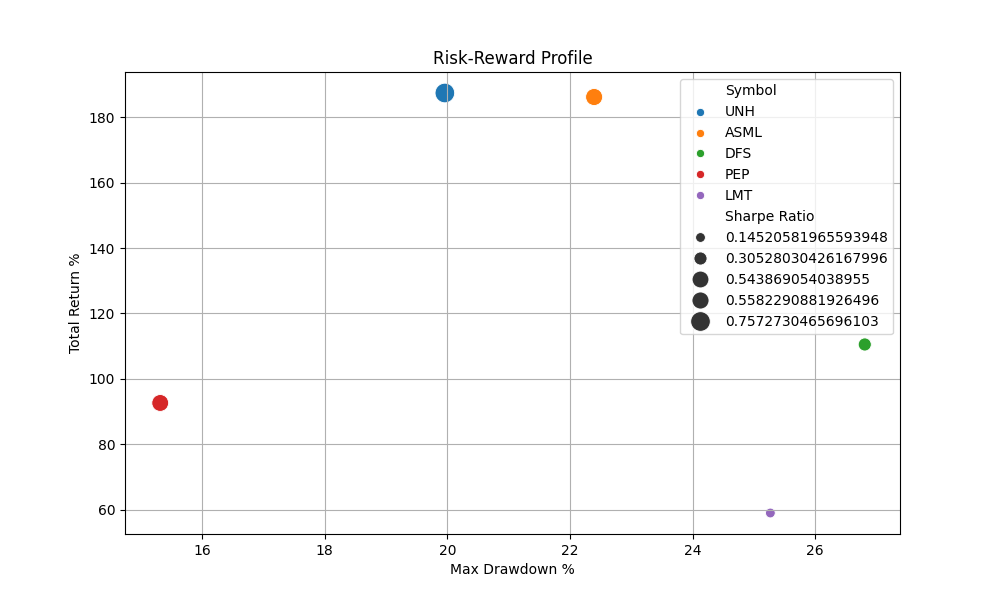 Risk-Reward Profile
Total Return %
180
160
140
120
100
80
60
16
18
20
22
24
26
Max Drawdown %
Symbol
UNH
ASML
DFS
PEP
LMT
Sharpe Ratio
0.14520581965593948
0.30528030426167996
0.543869054038955
0.5582290881926496
0.7572730465696103